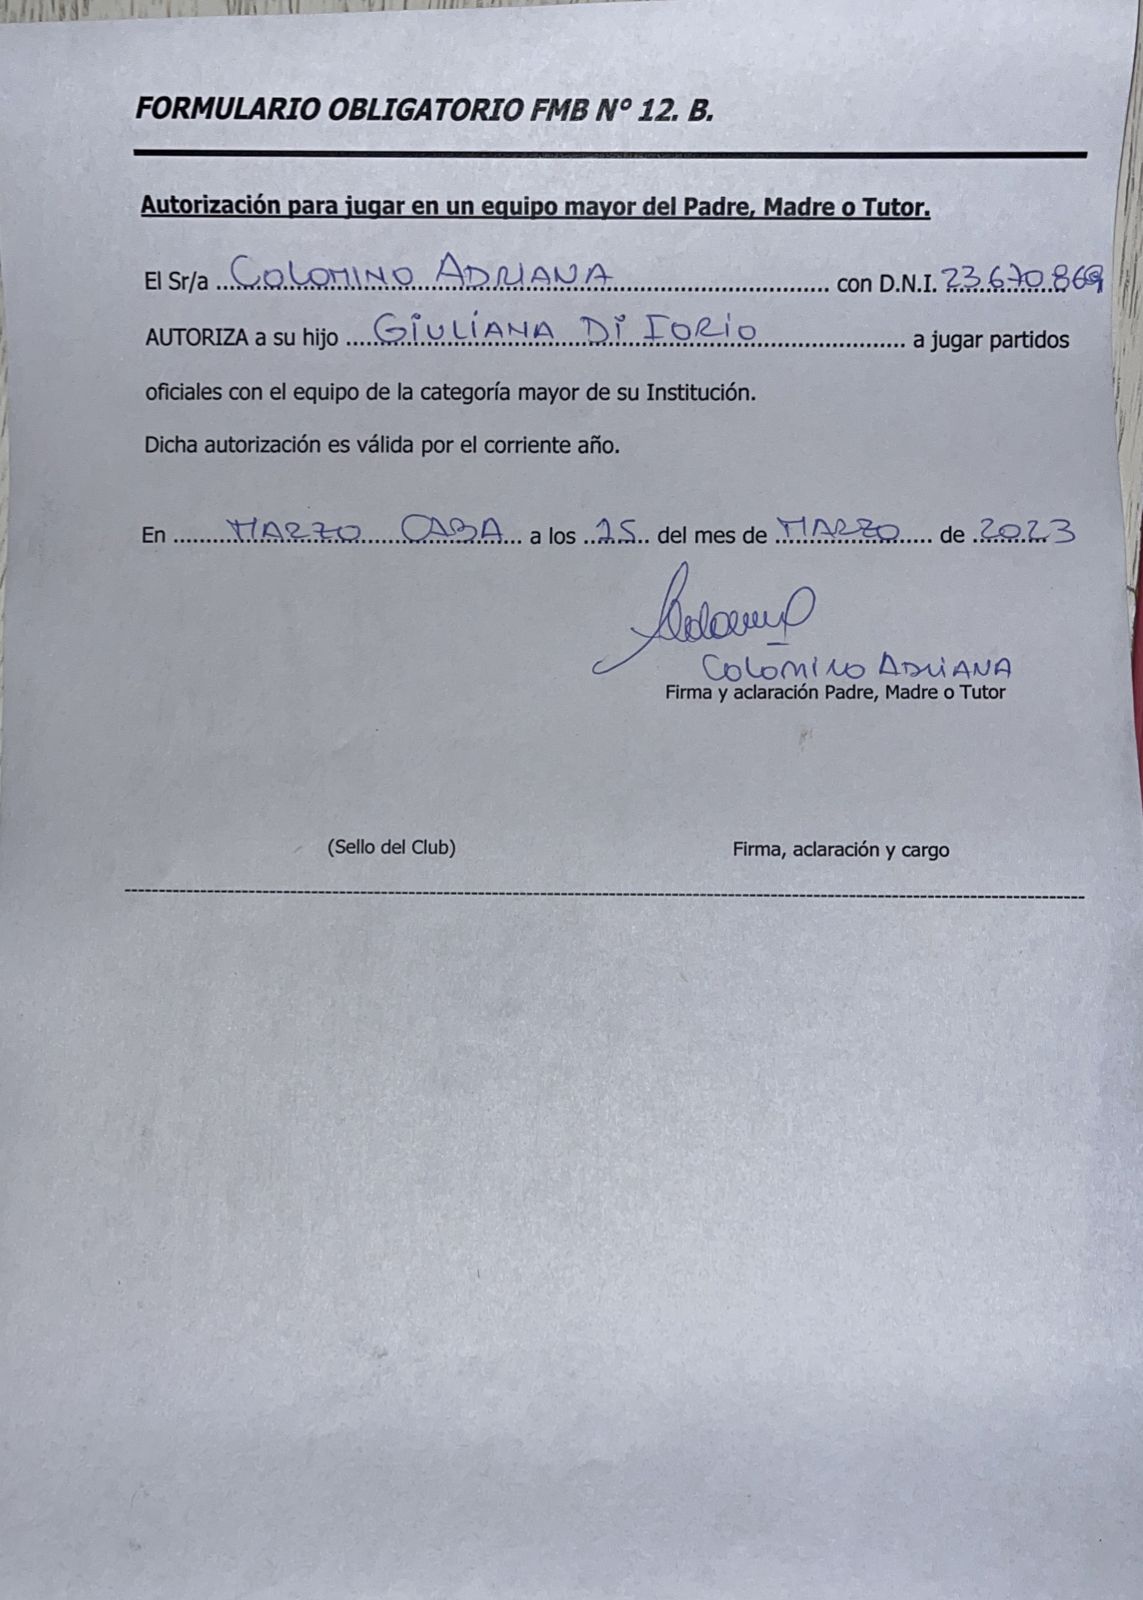 FORMULARIO OBLIGATORIO FMB Nº 12. B.
Autorización para jugar en un equipo mayor del Padre, Madre o Tutor.
El Sr/a COLOMINO ADRIANA con D.N.I. 23.670.869
AUTORIZA a su hijo GIULIANA DI IORIO a jugar partidos
oficiales con el equipo de la categoría mayor de su Institución.
Dicha autorización es válida por el corriente año.
En MARZO CABA a los 15 del mes de MARZO de 2023
COLOMINO ADRIANA
Firma y aclaración Padre, Madre o Tutor
(Sello del Club) Firma, aclaración y cargo